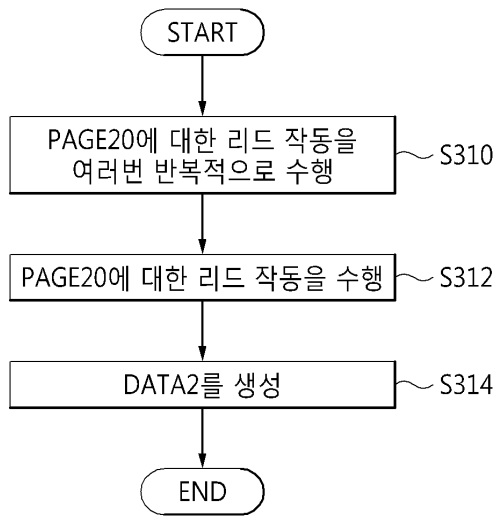 START
PAGE20에 대한 리드 작동을
여러번 반복적으로 수행
S310
PAGE20에 대한 리드 작동을 수행
S312
DATA2를 생성
S314
END